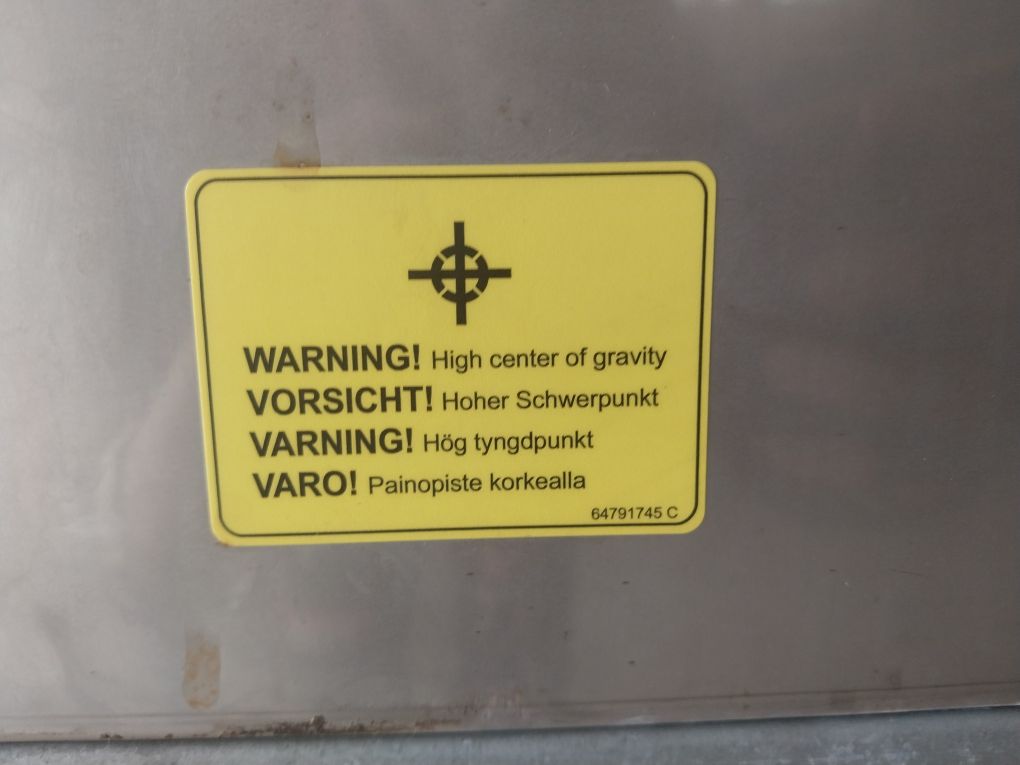 WARNING! High center of gravity
VORSICHT! Hoher Schwerpunkt
VARNING! Hög tyngdpunkt
VARO! Painopiste korkealla
64791745 C